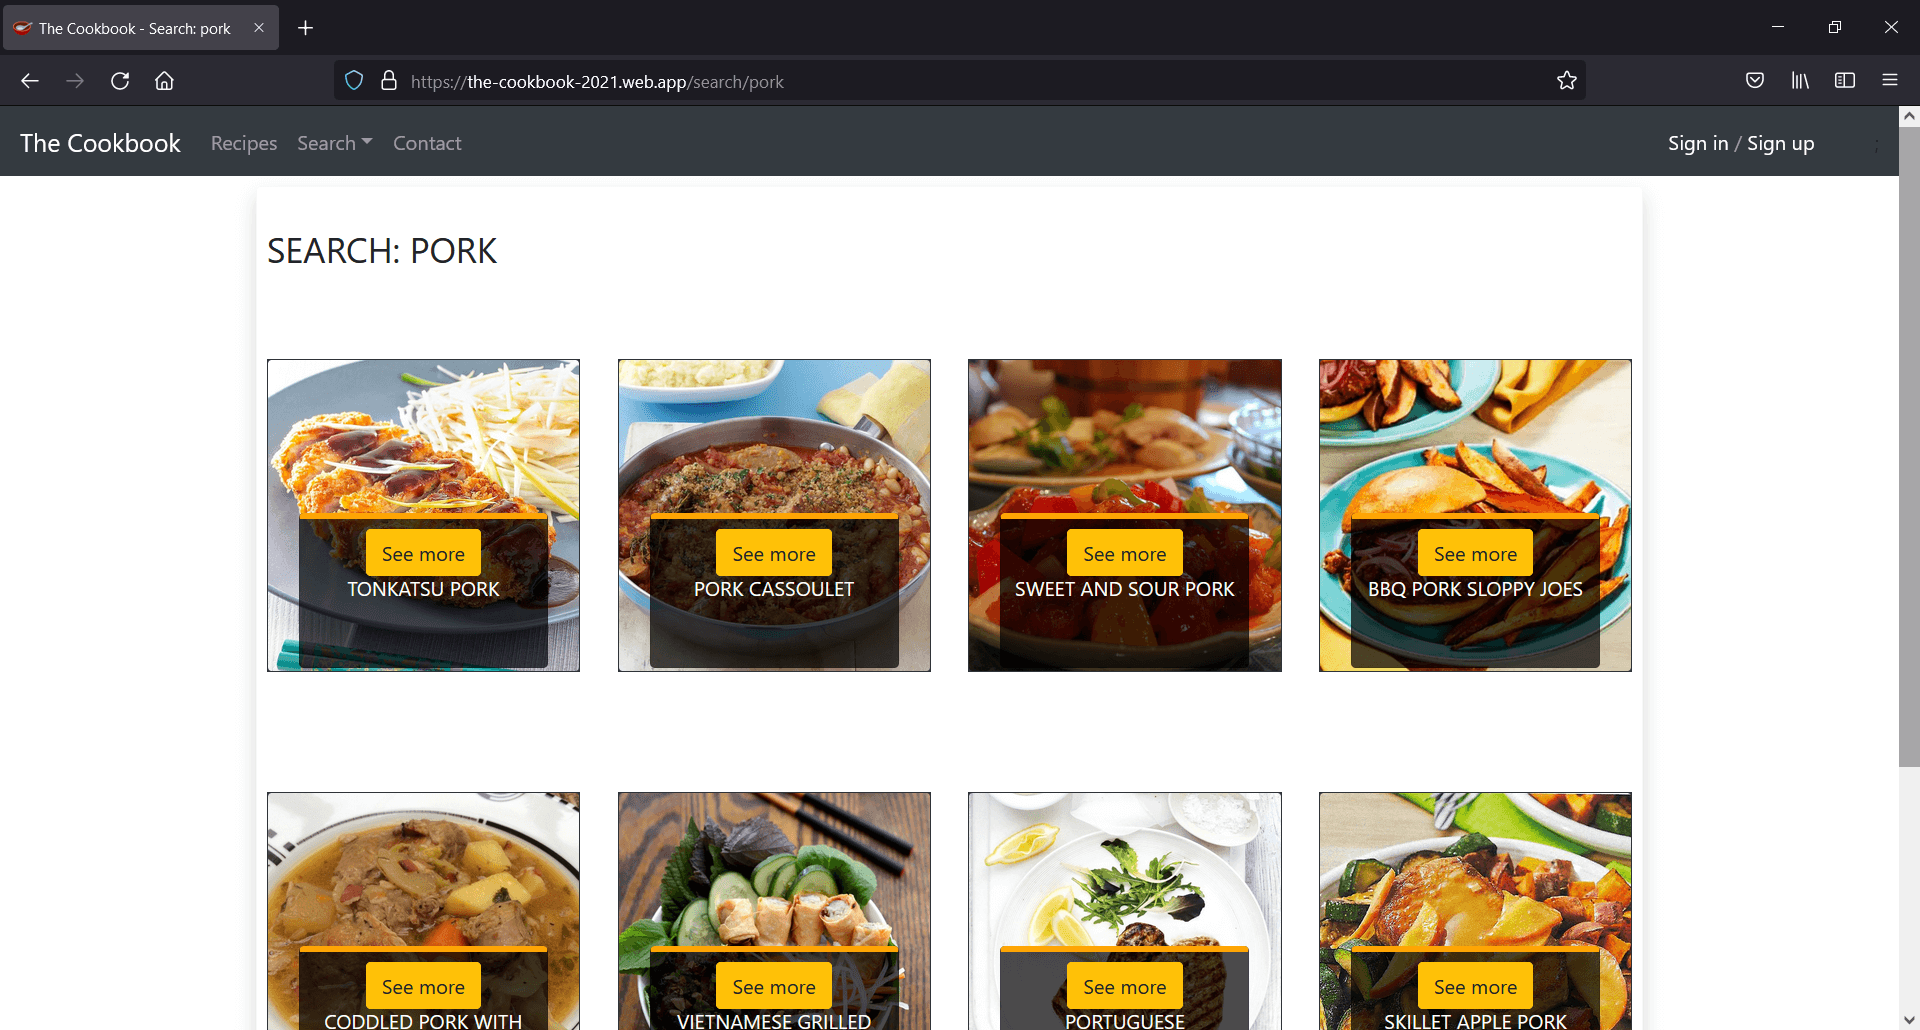 The Cookbook - Search: pork
https://the-cookbook-2021.web.app/search/pork
The Cookbook Recipes Search Contact Sign in / Sign up ;
SEARCH: PORK
See more See more See more See more
TONKATSU PORK PORK CASSOULET SWEET AND SOUR PORK BBQ PORK SLOPPY JOES
See more See more See more See more
CODDLED PORK WITH VIETNAMESE GRILLED PORTUGUESE SKILLET APPLE PORK